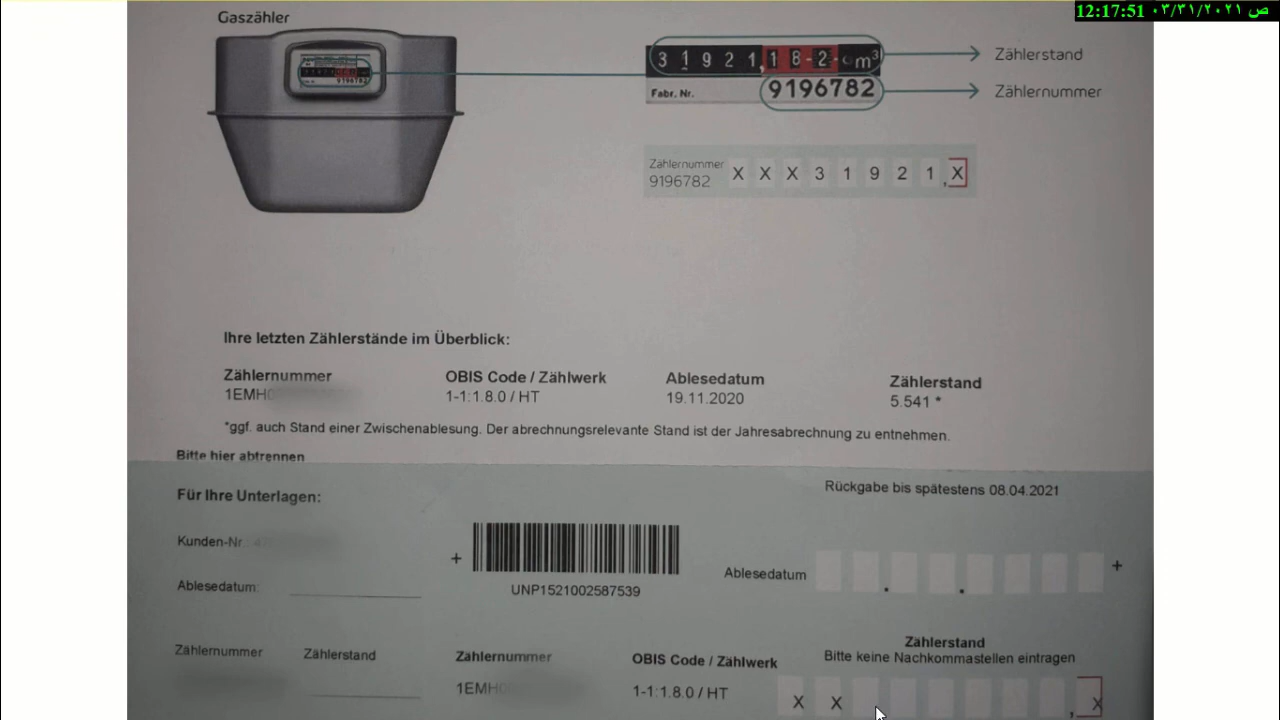 12:17:51 ٠٣/٣١/٢٠٢١ ص
Gaszähler
3 1 9 2 1, 1 8 - 2 - m³
Zählerstand
Fabr. Nr. 9196782
Zählernummer
Zählernummer
9196782
X X X 3 1 9 2 1 , X
Ihre letzten Zählerstände im Überblick:
Zählernummer OBIS Code / Zählwerk Ablesedatum Zählerstand
1EMH0 1-1:1.8.0 / HT 19.11.2020 5.541 *
*ggf. auch Stand einer Zwischenablesung. Der abrechnungsrelevante Stand ist der Jahresabrechnung zu entnehmen.
Bitte hier abtrennen
Für Ihre Unterlagen:
Rückgabe bis spätestens 08.04.2021
Kunden-Nr.:
+ +
Ablesedatum . .
Ablesedatum:
UNP1521002587539
Zählerstand
Bitte keine Nachkommastellen eintragen
Zählernummer Zählerstand Zählernummer OBIS Code / Zählwerk
1EMH00 1-1:1.8.0 / HT X X , X